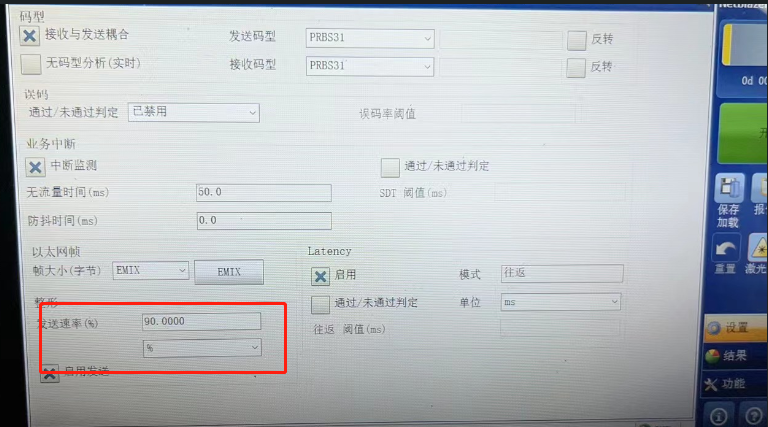 码型
接收与发送耦合 发送码型 PRBS31 反转
无码型分析(实时) 接收码型 PRBS31 反转
误码
通过/未通过判定 已禁用 误码率阈值
业务中断
中断监测 通过/未通过判定
无流量时间(ms) 50.0 SDT 阈值(ms)
防抖时间(ms) 0.0
以太网帧 Latency
帧大小(字节) EMIX EMIX 启用 模式 往返
整形 通过/未通过判定 单位 ms
发送速率(%) 90.0000 往返 阈值(ms)
%
启用发送
0d
保存
加载
重置 激光
设置
结果
功能